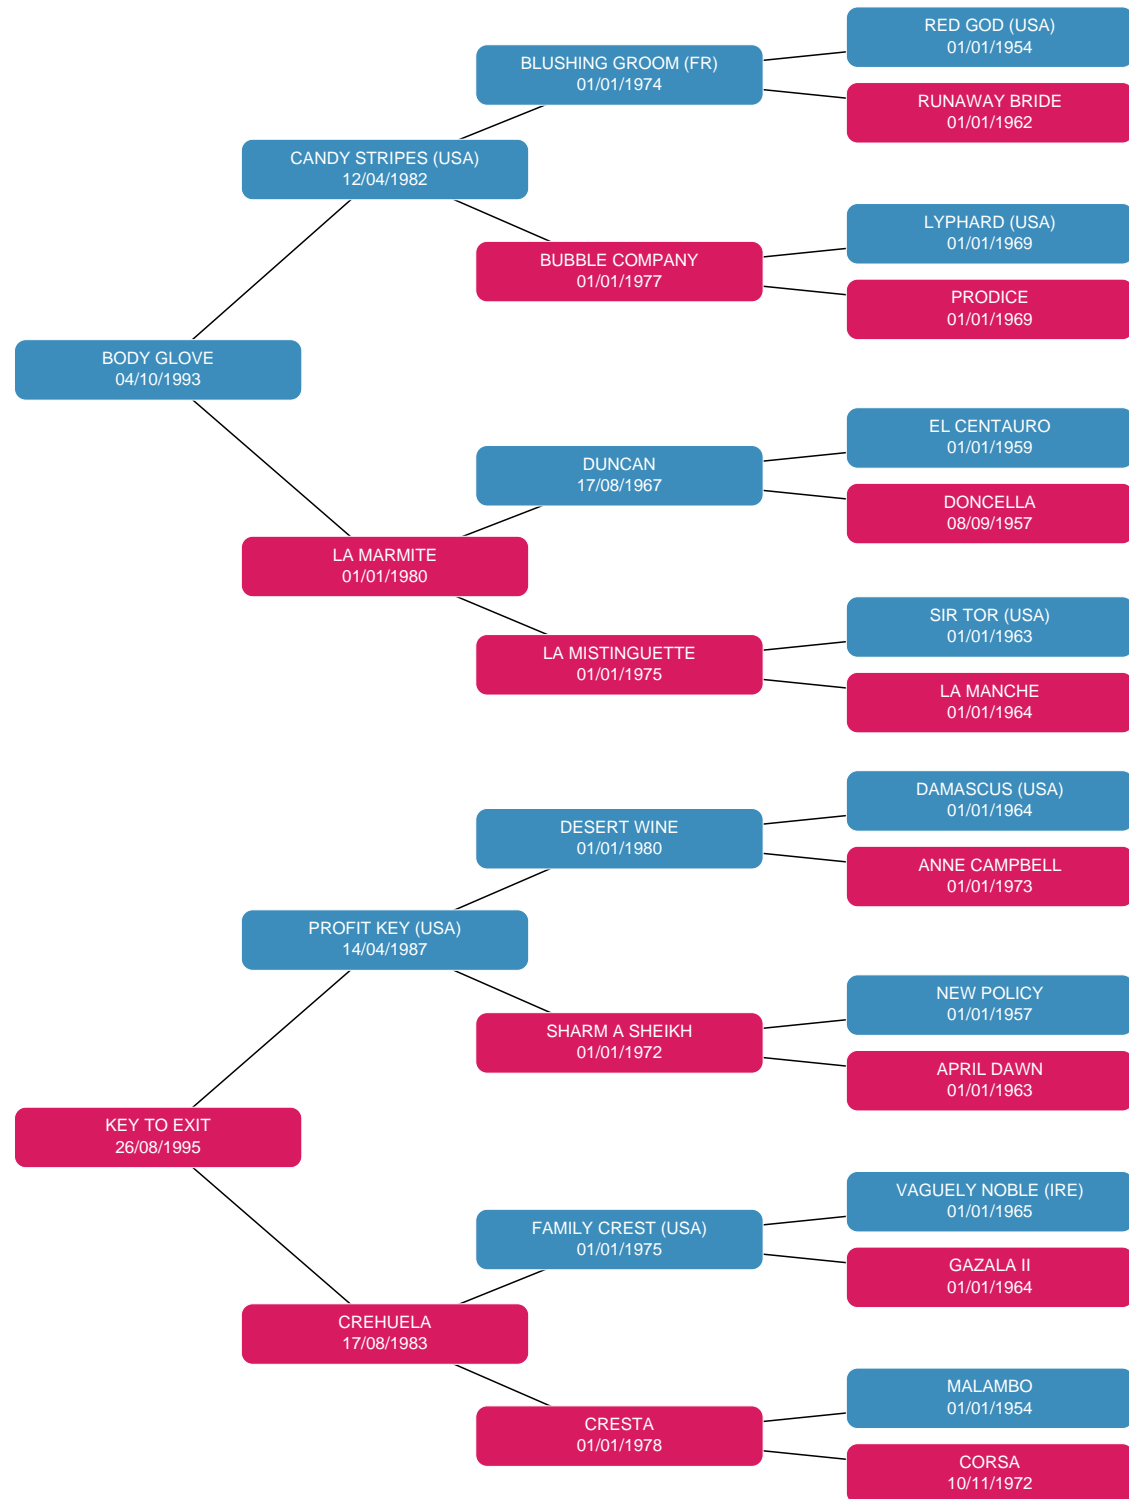 RED GOD (USA)
01/01/1954
BLUSHING GROOM (FR)
01/01/1974
RUNAWAY BRIDE
01/01/1962
CANDY STRIPES (USA)
12/04/1982
LYPHARD (USA)
01/01/1969
BUBBLE COMPANY
01/01/1977
PRODICE
01/01/1969
BODY GLOVE
04/10/1993
EL CENTAURO
01/01/1959
DUNCAN
17/08/1967
DONCELLA
08/09/1957
LA MARMITE
01/01/1980
SIR TOR (USA)
01/01/1963
LA MISTINGUETTE
01/01/1975
LA MANCHE
01/01/1964
DAMASCUS (USA)
01/01/1964
DESERT WINE
01/01/1980
ANNE CAMPBELL
01/01/1973
PROFIT KEY (USA)
14/04/1987
NEW POLICY
01/01/1957
SHARM A SHEIKH
01/01/1972
APRIL DAWN
01/01/1963
KEY TO EXIT
26/08/1995
VAGUELY NOBLE (IRE)
01/01/1965
FAMILY CREST (USA)
01/01/1975
GAZALA II
01/01/1964
CREHUELA
17/08/1983
MALAMBO
01/01/1954
CRESTA
01/01/1978
CORSA
10/11/1972